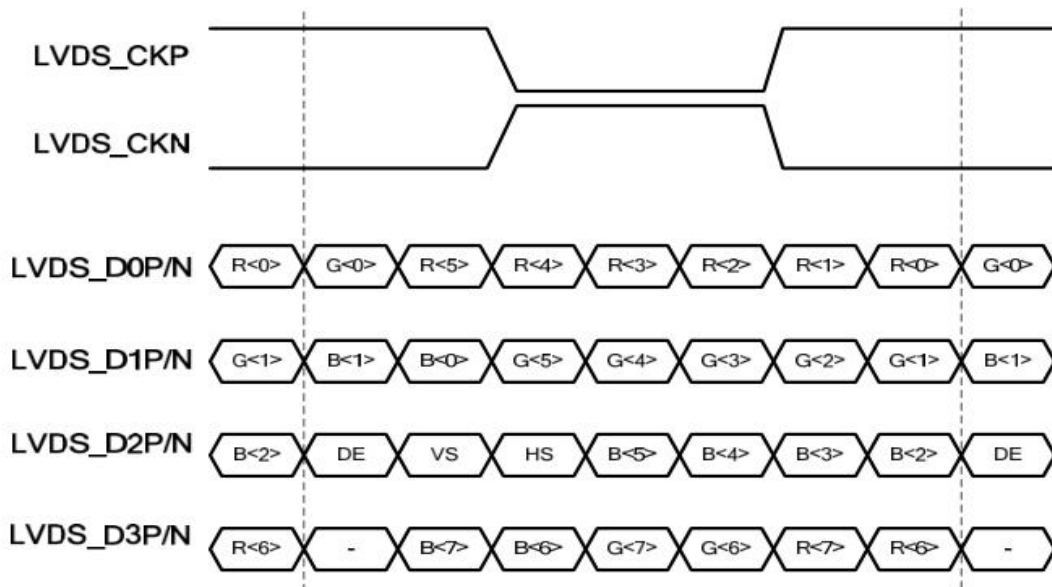 LVDS_CKP
LVDS_CKN
LVDS_D0P/N R<0> G<0> R<5> R<4> R<3> R<2> R<1> R<0> G<0>
LVDS_D1P/N G<1> B<1> B<0> G<5> G<4> G<3> G<2> G<1> B<1>
LVDS_D2P/N B<2> DE VS HS B<5> B<4> B<3> B<2> DE
LVDS_D3P/N R<6> - B<7> B<6> G<7> G<6> R<7> R<6> -